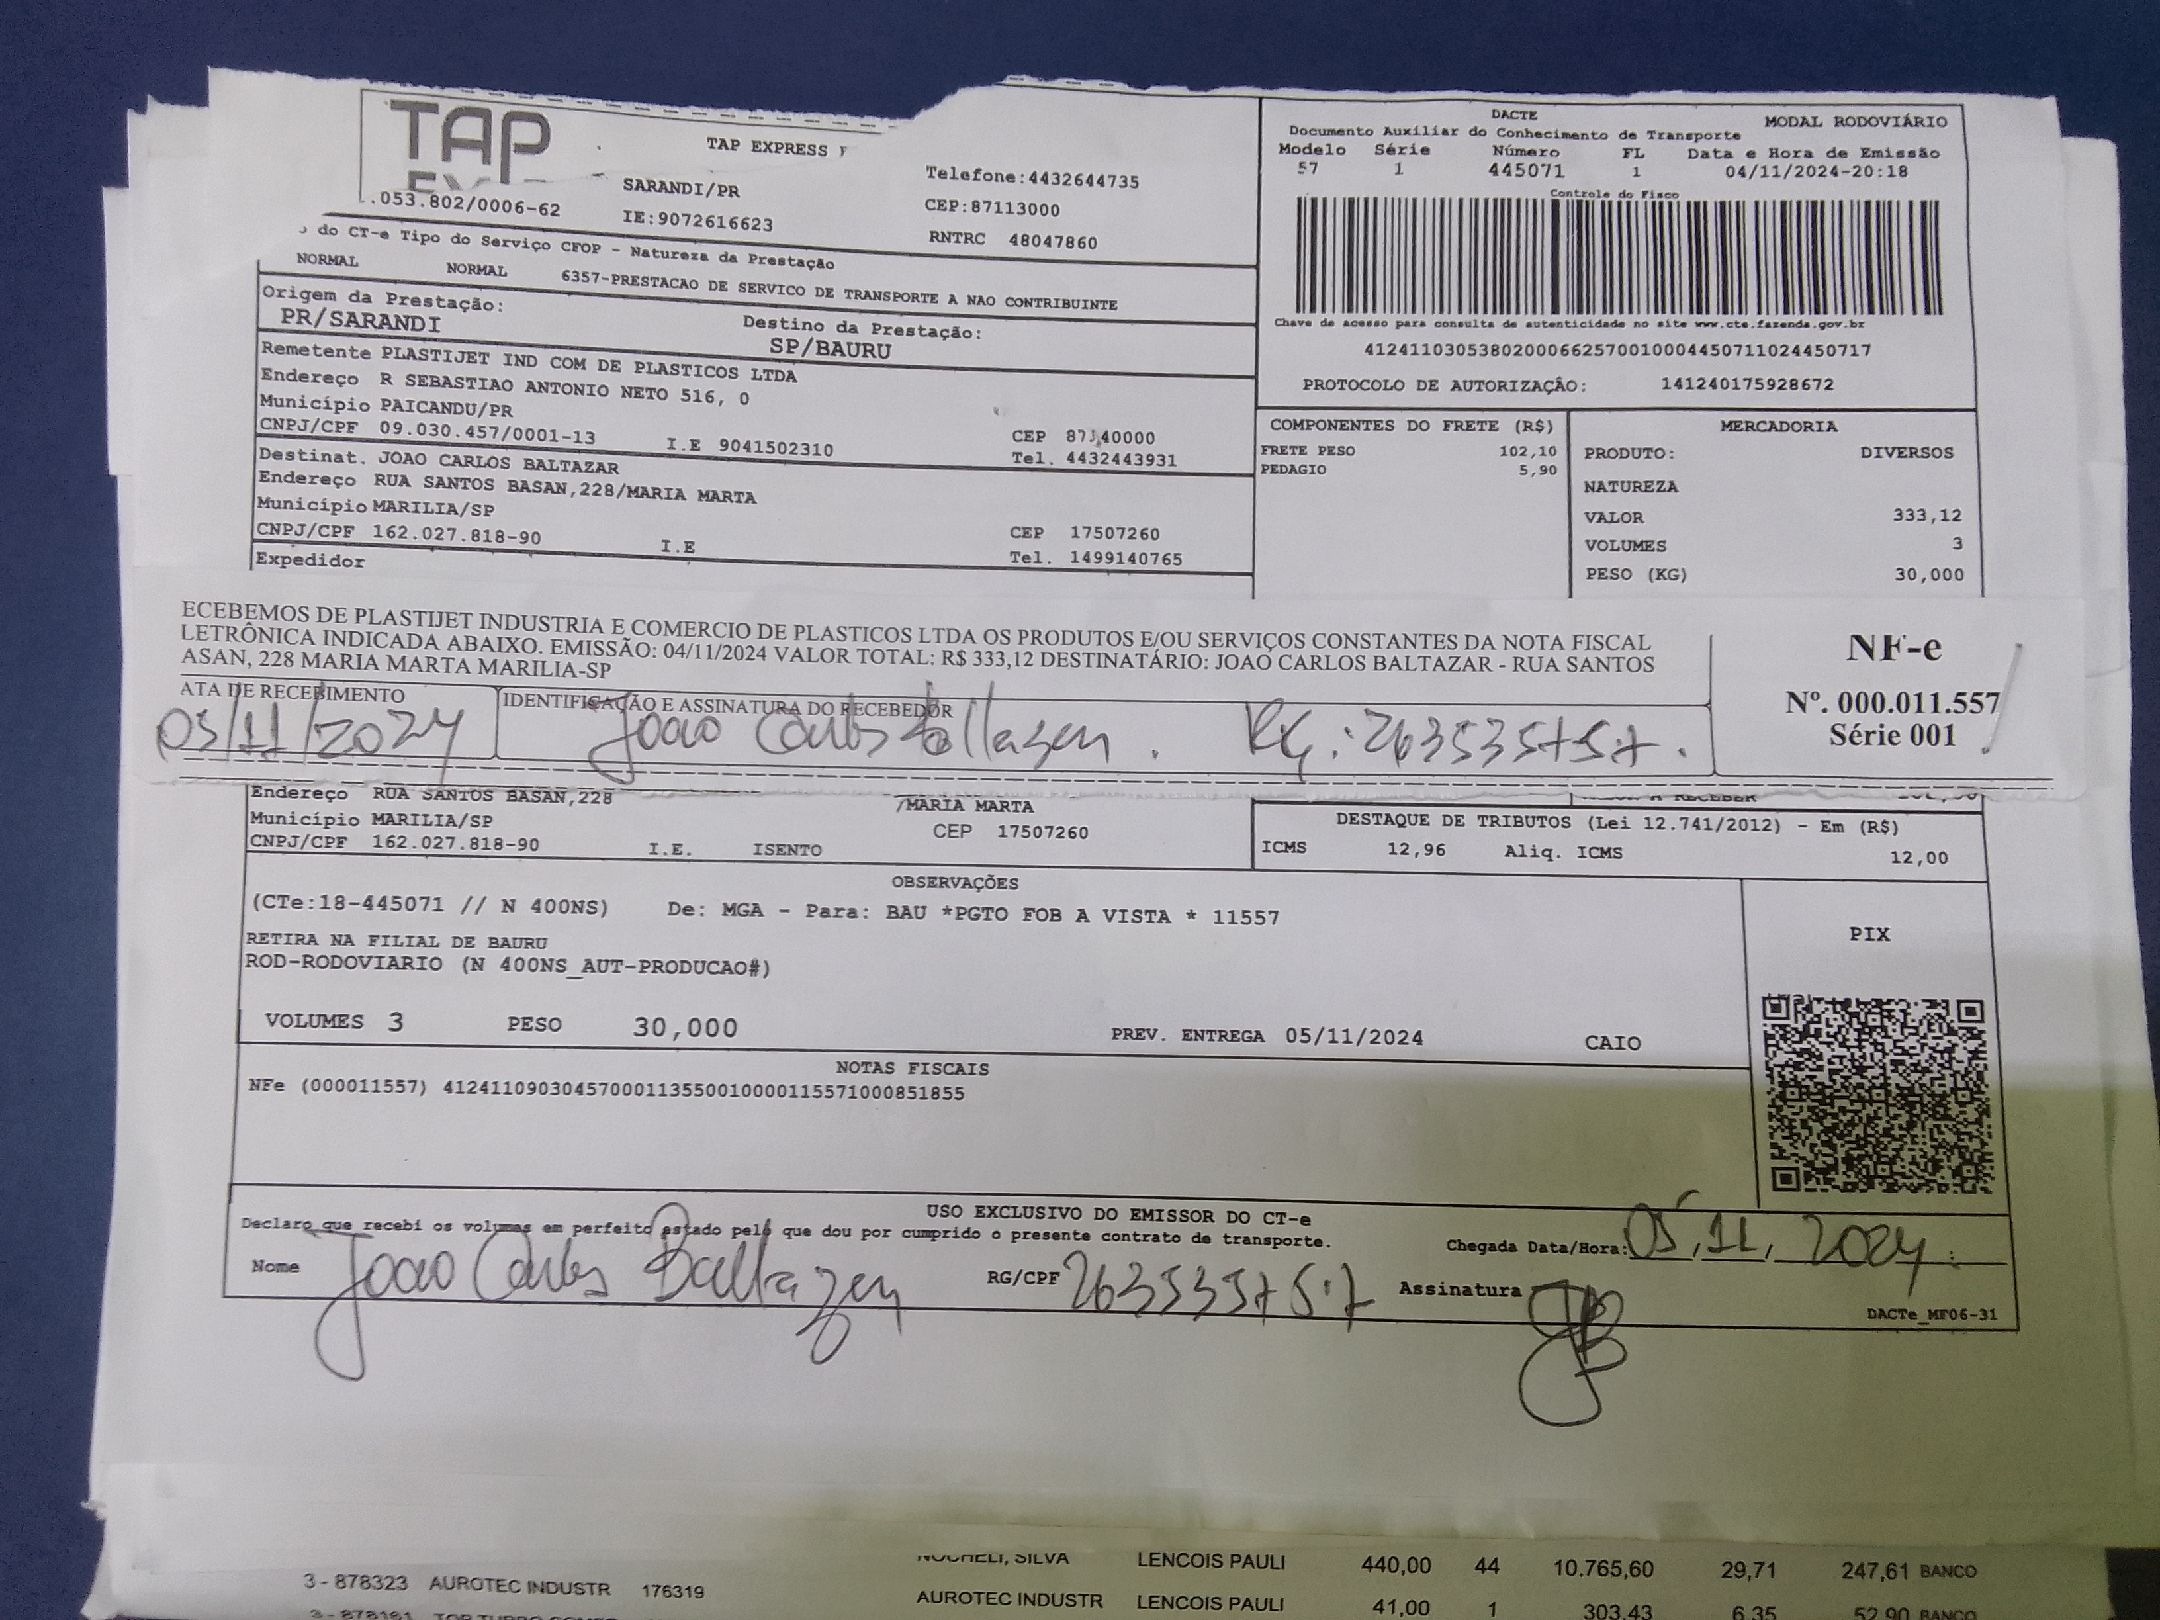 TAP
TAP EXPRESS
SARANDI/PR
Telefone:4432644735
.053.802/0006-62
IE:9072616623
CEP:87113000
RNTRC 48047860
do CT-e Tipo do Serviço CFOP - Natureza da Prestação
NORMAL NORMAL 6357-PRESTACAO DE SERVICO DE TRANSPORTE A NAO CONTRIBUINTE
Origem da Prestação:
PR/SARANDI
Destino da Prestação:
SP/BAURU
Remetente PLASTIJET IND COM DE PLASTICOS LTDA
Endereço R SEBASTIAO ANTONIO NETO 516, 0
Município PAICANDU/PR
CEP 87140000
CNPJ/CPF 09.030.457/0001-13 I.E 9041502310 Tel. 4432443931
Destinat. JOAO CARLOS BALTAZAR
Endereço RUA SANTOS BASAN,228/MARIA MARTA
Município MARILIA/SP
CEP 17507260
CNPJ/CPF 162.027.818-90 I.E Tel. 1499140765
Expedidor
DACTE
MODAL RODOVIÁRIO
Documento Auxiliar do Conhecimento de Transporte
Modelo Série Número FL Data e Hora de Emissão
57 1 445071 1 04/11/2024-20:18
Controle do Fisco
Chave de acesso para consulta de autenticidade no site www.cte.fazenda.gov.br
41241103053802000662570010004450711024450717
PROTOCOLO DE AUTORIZAÇÃO: 141240175928672
COMPONENTES DO FRETE (R$)
FRETE PESO 102,10
PEDAGIO 5,90
MERCADORIA
PRODUTO: DIVERSOS
NATUREZA
VALOR 333,12
VOLUMES 3
PESO (KG) 30,000
ECEBEMOS DE PLASTIJET INDUSTRIA E COMERCIO DE PLASTICOS LTDA OS PRODUTOS E/OU SERVIÇOS CONSTANTES DA NOTA FISCAL
LETRÔNICA INDICADA ABAIXO. EMISSÃO: 04/11/2024 VALOR TOTAL: R$ 333,12 DESTINATÁRIO: JOAO CARLOS BALTAZAR - RUA SANTOS
ASAN, 228 MARIA MARTA MARILIA-SP
ATA DE RECEBIMENTO
IDENTIFICAÇÃO E ASSINATURA DO RECEBEDOR
05/11/2024 Joao Carlos Baltazar. RG.: 26353575-7.
NF-e
Nº. 000.011.557
Série 001
Endereço RUA SANTOS BASAN,228 /MARIA MARTA
Município MARILIA/SP CEP 17507260
CNPJ/CPF 162.027.818-90 I.E. ISENTO
A RECEBER
DESTAQUE DE TRIBUTOS (Lei 12.741/2012) - Em (R$)
ICMS 12,96 Aliq. ICMS 12,00
OBSERVAÇÕES
(CTe:18-445071 // N 400NS) De: MGA - Para: BAU *PGTO FOB A VISTA * 11557
RETIRA NA FILIAL DE BAURU
ROD-RODOVIARIO (N 400NS_AUT-PRODUCAO#)
PIX
VOLUMES 3 PESO 30,000 PREV. ENTREGA 05/11/2024 CAIO
NOTAS FISCAIS
NFe (000011557) 41241109030457000113550010000115571000851855
USO EXCLUSIVO DO EMISSOR DO CT-e
Declaro que recebi os volumes em perfeito estado pelo que dou por cumprido o presente contrato de transporte.
Chegada Data/Hora: 05, 11, 2024
Nome Joao Carlos Baltazar RG/CPF 26353575-7 Assinatura
DACTe_MF06-31
NOCHELI, SILVA LENCOIS PAULI 440,00 44 10.765,60 29,71 247,61 BANCO
3 - 878323 AUROTEC INDUSTR 176319
AUROTEC INDUSTR LENCOIS PAULI 41,00 1 303,43 6,35 52,90 BANCO